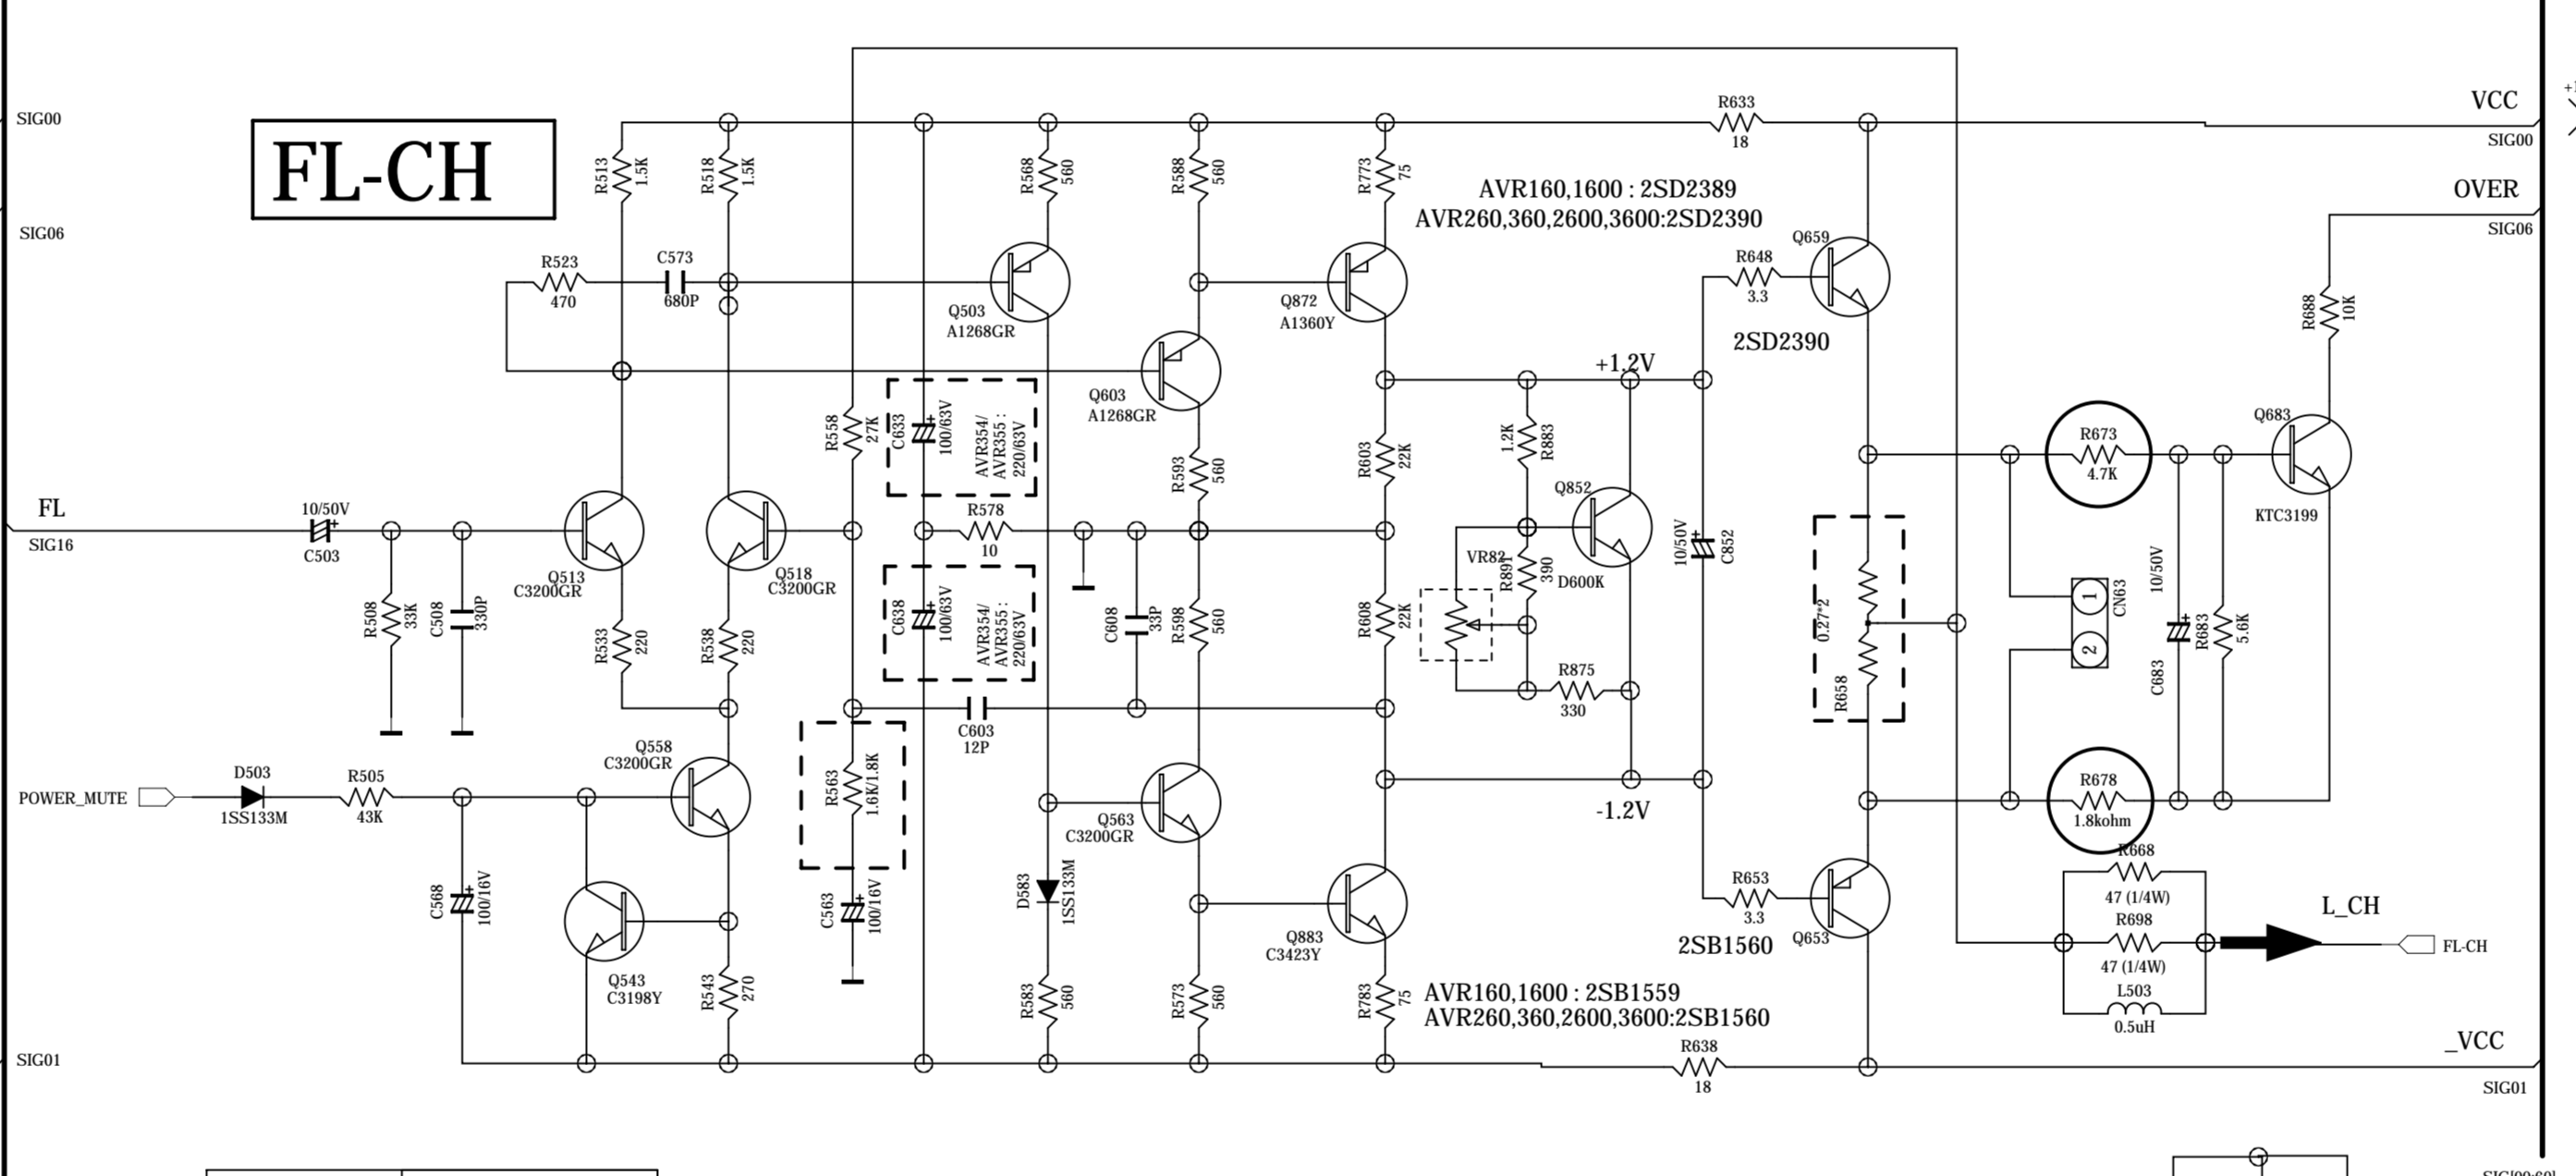 SIG00
FL-CH
SIG06
R513
1.5K
R518
1.5K
R568
560
R588
560
R773
75
R633
18
VCC
SIG00
OVER
SIG06
AVR160,1600 : 2SD2389
AVR260,360,2600,3600:2SD2390
R523
470
C573
680P
Q503
A1268GR
Q872
A1360Y
R648
3.3
Q659
2SD2390
R688
10K
Q603
A1268GR
+1.2V
R558
27K
C633
+
100/63V
AVR354/
AVR355 :
220/63V
R593
560
R603
22K
1.2K
R883
Q852
D600K
R673
4.7K
Q683
KTC3199
FL
SIG16
10/50V
+
C503
Q513
C3200GR
Q518
C3200GR
R578
10
VR82
R891
390
10/50V
+
C852
R508
33K
C508
330P
R533
220
R538
220
C638
+
100/63V
AVR354/
AVR355 :
220/63V
C608
33P
R598
560
R608
22K
0.27*2
R658
1
2
CN63
10/50V
+
C683
R683
5.6K
R875
330
C603
12P
Q558
C3200GR
POWER_MUTE
D503
1SS133M
R505
43K
R563
1.6K/1.8K
Q563
C3200GR
-1.2V
R678
1.8kohm
C568
+
100/16V
C563
+
100/16V
D583
1SS133M
Q883
C3423Y
R653
3.3
2SB1560
Q653
R668
47 (1/4W)
R698
47 (1/4W)
L503
0.5uH
L_CH
FL-CH
Q543
C3198Y
R543
270
R583
560
R573
560
R783
75
AVR160,1600 : 2SB1559
AVR260,360,2600,3600:2SB1560
R638
18
_VCC
SIG01
SIG01